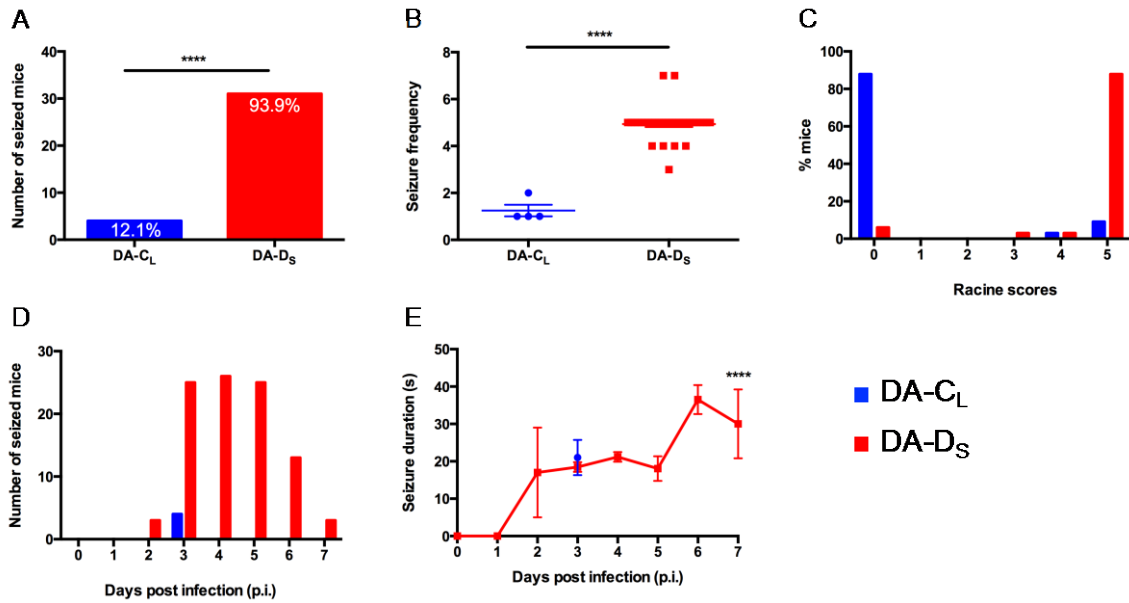 A
Number of seized mice
40
30
20
10
0
****
12.1%
93.9%
DA-CL
DA-DS
B
Seizure frequency
8
6
4
2
0
****
DA-CL
DA-DS
C
% mice
100
80
60
40
20
0
0 1 2 3 4 5
Racine scores
D
Number of seized mice
30
20
10
0
0 1 2 3 4 5 6 7
Days post infection (p.i.)
E
Seizure duration (s)
50
40
30
20
10
0
****
0 1 2 3 4 5 6 7
Days post infection (p.i.)
DA-CL
DA-DS